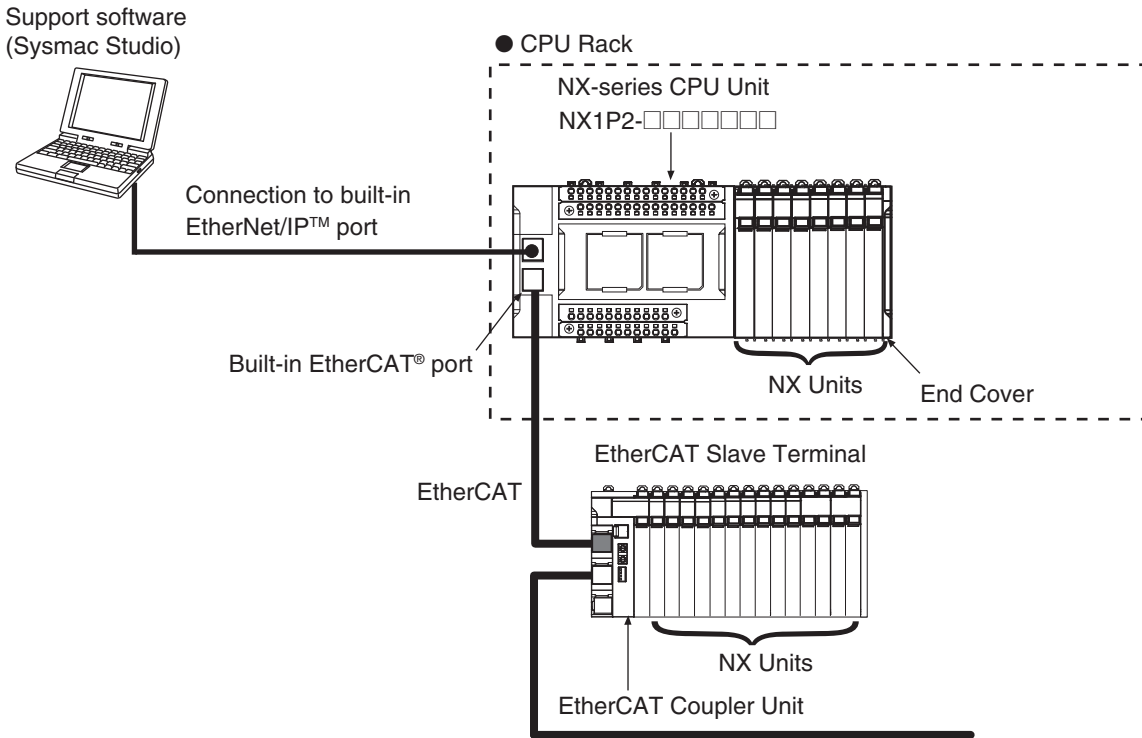 Support software
(Sysmac Studio)
● CPU Rack
NX-series CPU Unit
NX1P2-□□□□□□□
Connection to built-in
EtherNet/IP™ port
Built-in EtherCAT® port
NX Units
End Cover
EtherCAT Slave Terminal
EtherCAT
NX Units
EtherCAT Coupler Unit